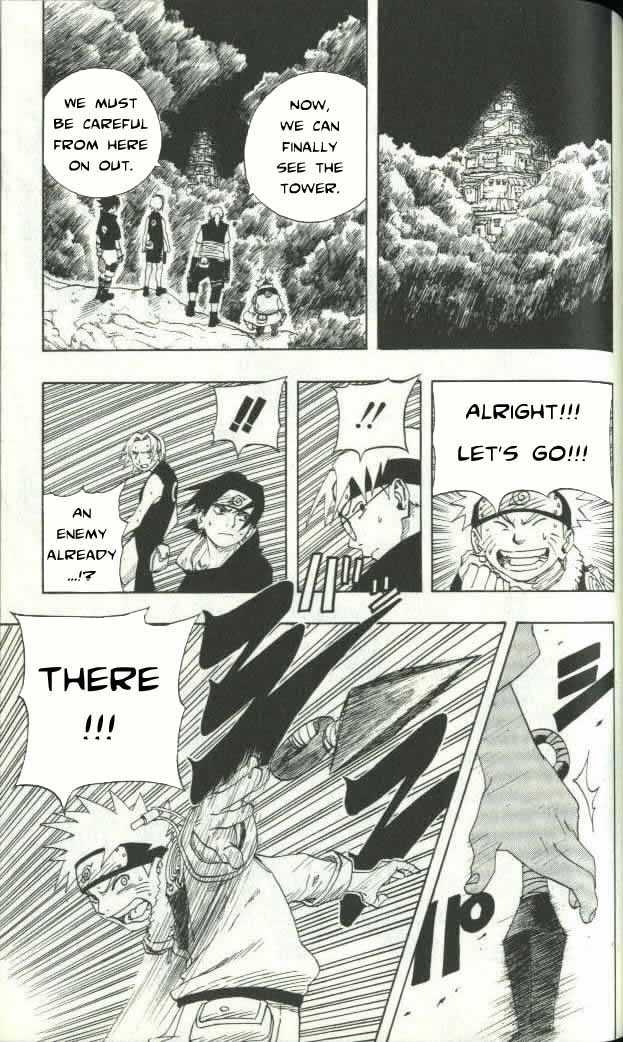 NOW,
WE CAN
FINALLY
SEE THE
TOWER.
WE MUST
BE CAREFUL
FROM HERE
ON OUT.
ALRIGHT!!!
LET'S GO!!!
!!
!!
AN
ENEMY
ALREADY
...!?
THERE
!!!